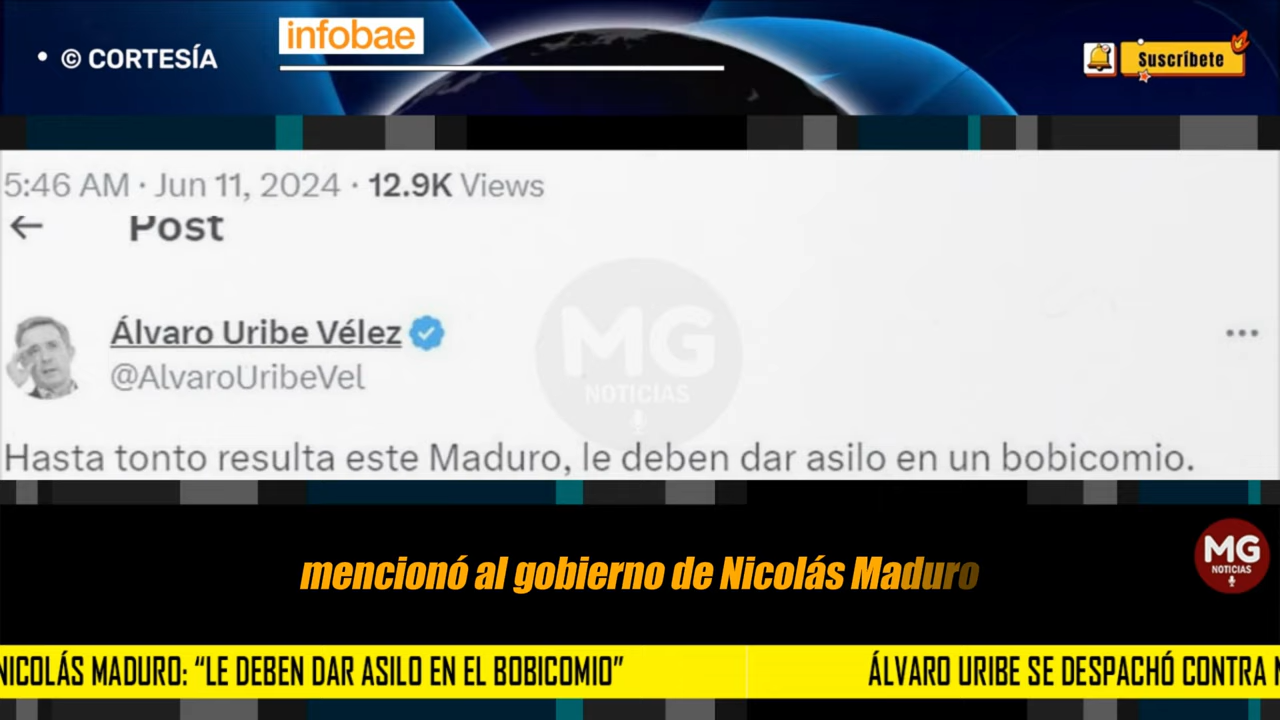 • © CORTESÍA
infobae
Suscríbete
5:46 AM · Jun 11, 2024 · 12.9K Views
Post
Álvaro Uribe Vélez
@AlvaroUribeVel
MG
NOTICIAS
Hasta tonto resulta este Maduro, le deben dar asilo en un bobicomio.
mencionó al gobierno de Nicolás Maduro
MG
NOTICIAS
NICOLÁS MADURO: “LE DEBEN DAR ASILO EN EL BOBICOMIO” ÁLVARO URIBE SE DESPACHÓ CONTRA N